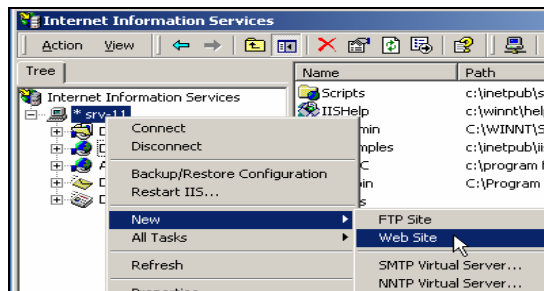 Internet Information Services
Action View
Tree
Name Path
Internet Information Services
* srv-11
Scripts c:\inetpub\s
IISHelp c:\winnt\help
C:\WINNT\S
c:\inetpub\iis
c:\program f
C:\Program
Connect
Disconnect
Backup/Restore Configuration
Restart IIS...
New
All Tasks
Refresh
FTP Site
Web Site
SMTP Virtual Server...
NNTP Virtual Server...